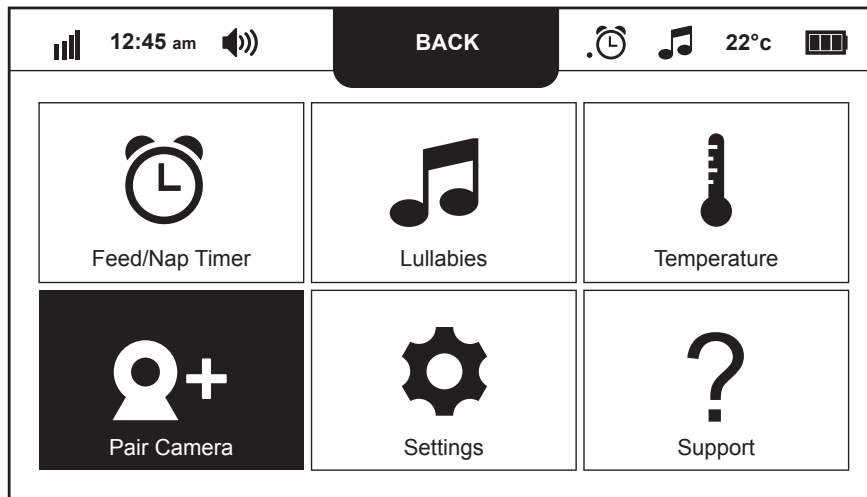 12:45 am BACK 22°c
Feed/Nap Timer Lullabies Temperature
Pair Camera Settings Support